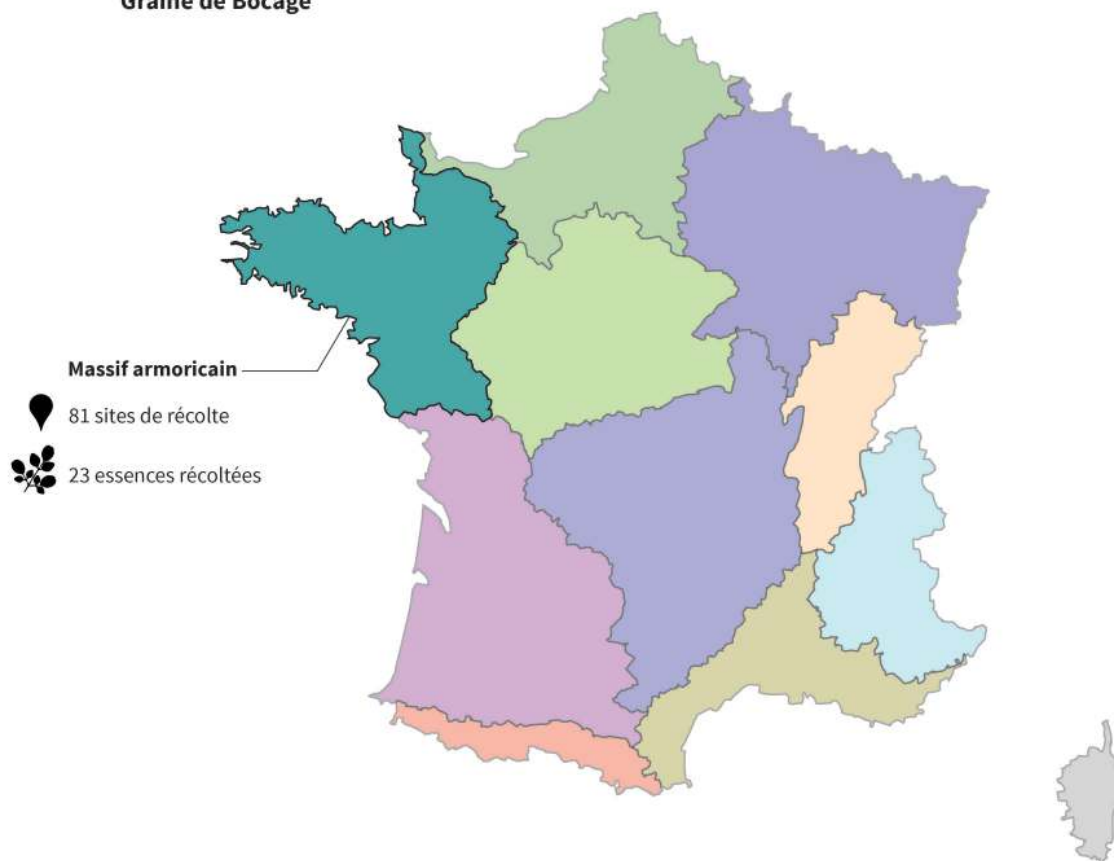 Graine de Bocage
Massif armoricain
81 sites de récolte
23 essences récoltées